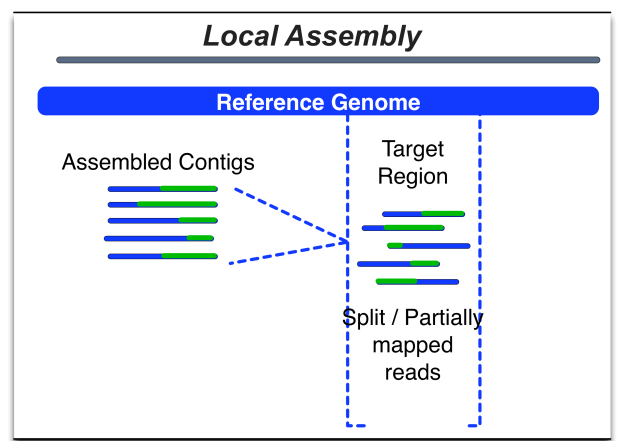 Local Assembly
Reference Genome
Assembled Contigs
Target
Region
Split / Partially
mapped
reads